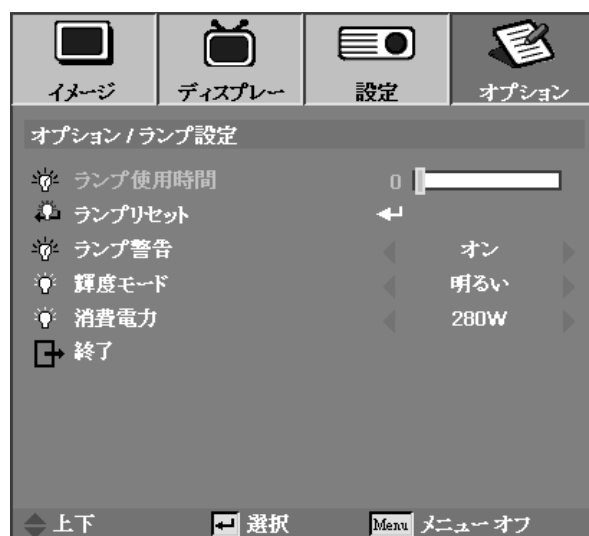 イメージ ディスプレー 設定 オプション
オプション / ランプ設定
ランプ使用時間 0
ランプリセット
ランプ警告 オン
輝度モード 明るい
消費電力 280W
終了
上下 選択 Menu メニューオフ